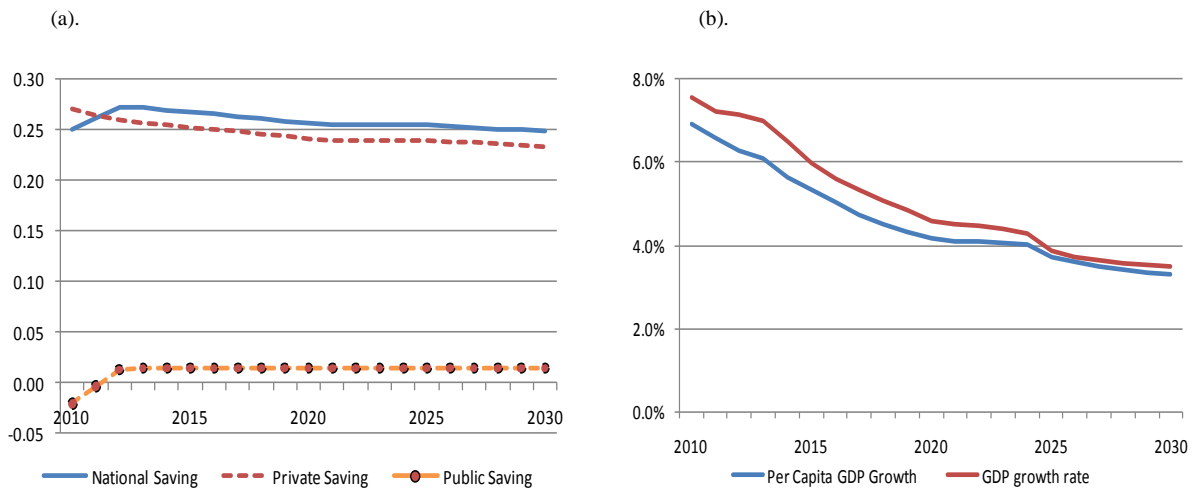 (a).
(b).
0.30
0.25
0.20
0.15
0.10
0.05
0.00
-0.05
2010 2015 2020 2025 2030
National Saving Private Saving Public Saving
8.0%
6.0%
4.0%
2.0%
0.0%
2010 2015 2020 2025 2030
Per Capita GDP Growth GDP growth rate